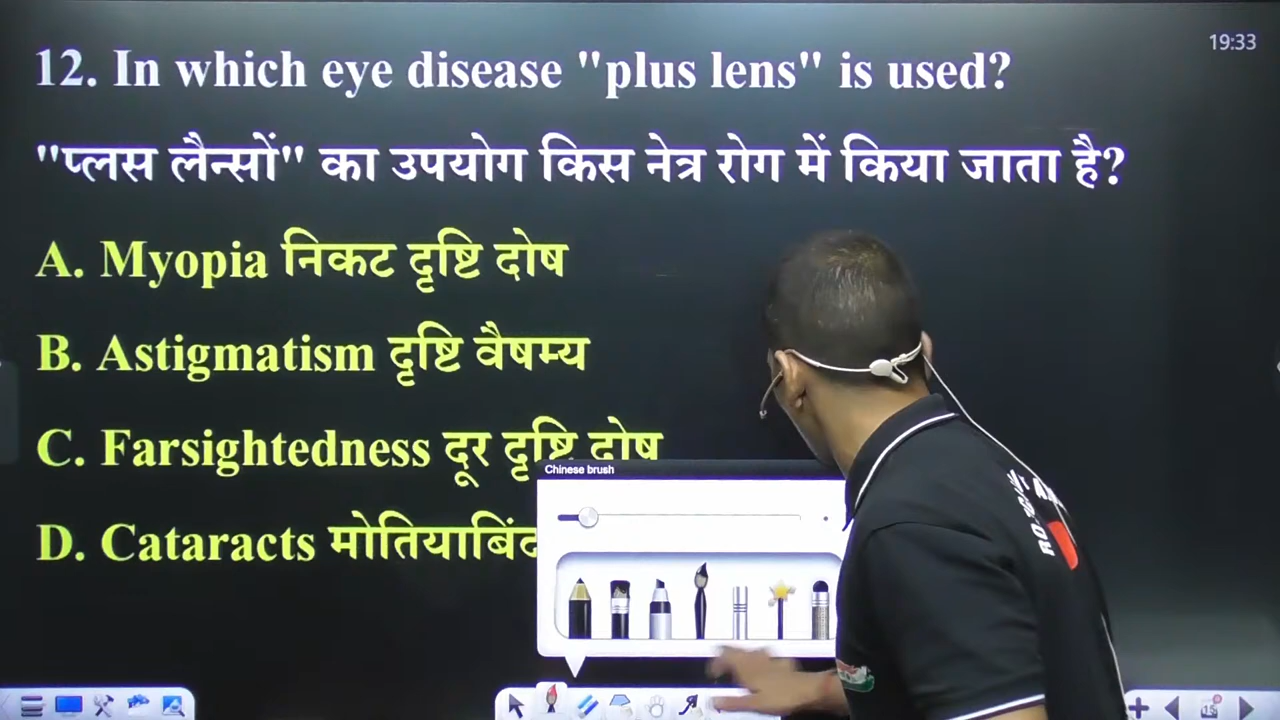 19:33
12. In which eye disease "plus lens" is used?
"प्लस लैन्सों" का उपयोग किस नेत्र रोग में किया जाता है?
A. Myopia निकट दृष्टि दोष
B. Astigmatism दृष्टि वैषम्य
C. Farsightedness दूर दृष्टि दोष
Chinese brush
D. Cataracts मोतियाबिंद